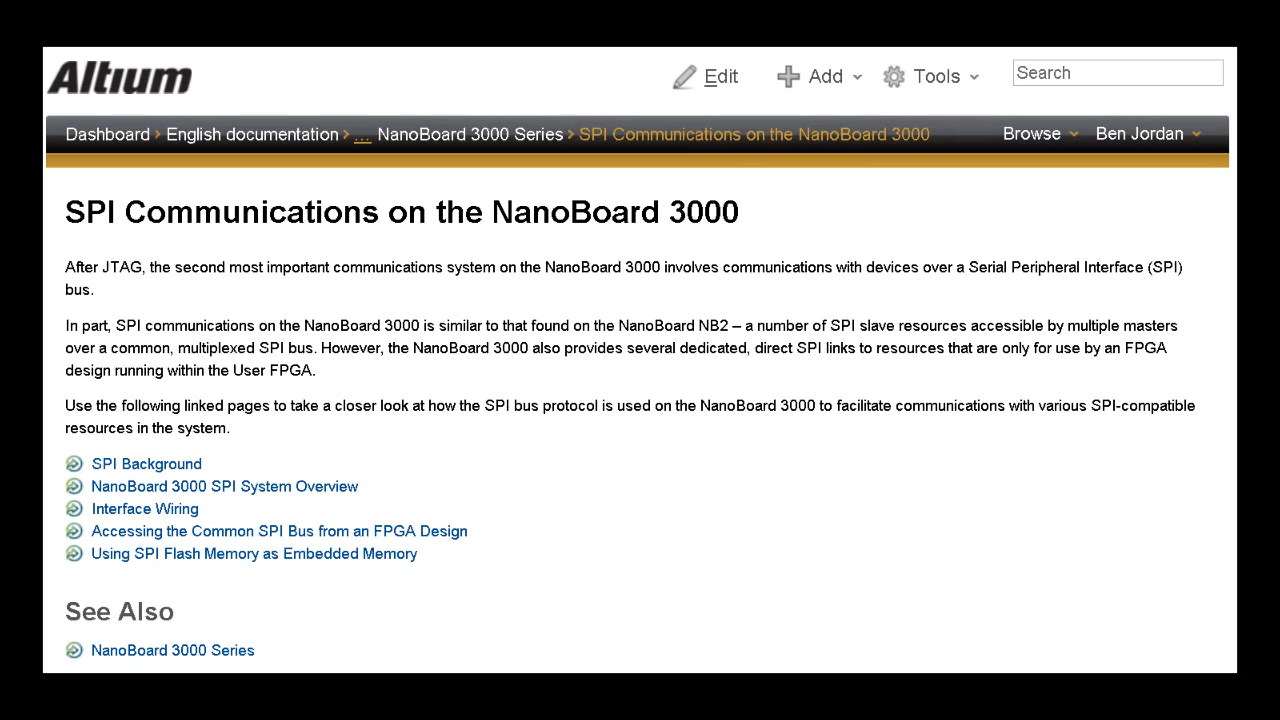 Altium
Edit Add Tools Search
Dashboard > English documentation > ... NanoBoard 3000 Series > SPI Communications on the NanoBoard 3000 Browse Ben Jordan
SPI Communications on the NanoBoard 3000
After JTAG, the second most important communications system on the NanoBoard 3000 involves communications with devices over a Serial Peripheral Interface (SPI)
bus.
In part, SPI communications on the NanoBoard 3000 is similar to that found on the NanoBoard NB2 – a number of SPI slave resources accessible by multiple masters
over a common, multiplexed SPI bus. However, the NanoBoard 3000 also provides several dedicated, direct SPI links to resources that are only for use by an FPGA
design running within the User FPGA.
Use the following linked pages to take a closer look at how the SPI bus protocol is used on the NanoBoard 3000 to facilitate communications with various SPI-compatible
resources in the system.
SPI Background
NanoBoard 3000 SPI System Overview
Interface Wiring
Accessing the Common SPI Bus from an FPGA Design
Using SPI Flash Memory as Embedded Memory
See Also
NanoBoard 3000 Series